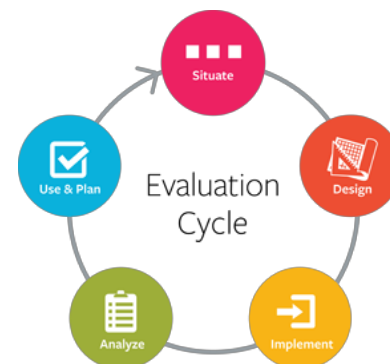 Situate
Design
Implement
Analyze
Use & Plan
Evaluation
Cycle